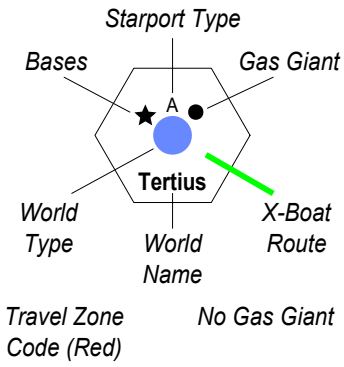 Starport Type
Bases
Gas Giant
A
Tertius
World
Type
World
Name
X-Boat
Route
Travel Zone
Code (Red)
No Gas Giant